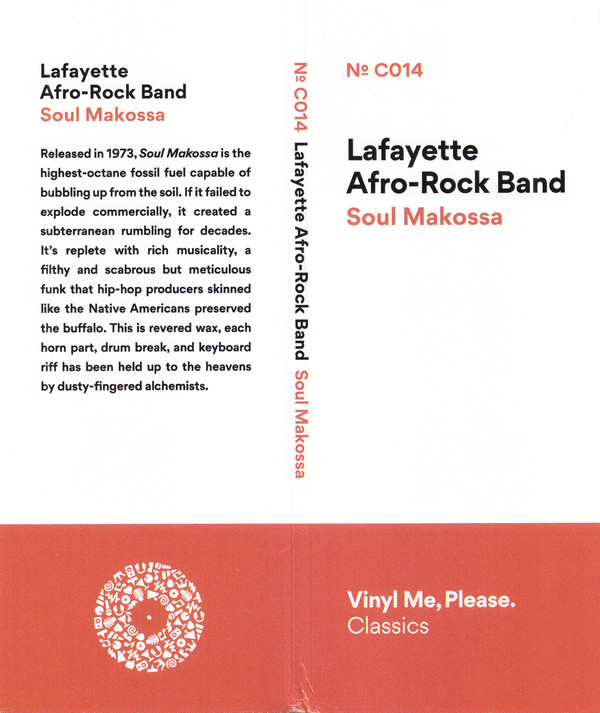 Lafayette
Afro-Rock Band
Soul Makossa
Released in 1973, Soul Makossa is the
highest-octane fossil fuel capable of
bubbling up from the soil. If it failed to
explode commercially, it created a
subterranean rumbling for decades.
It's replete with rich musicality, a
filthy and scabrous but meticulous
funk that hip-hop producers skinned
like the Native Americans preserved
the buffalo. This is revered wax, each
horn part, drum break, and keyboard
riff has been held up to the heavens
by dusty-fingered alchemists.
Nº C014 Lafayette Afro-Rock Band Soul Makossa
Nº C014
Lafayette
Afro-Rock Band
Soul Makossa
Vinyl Me, Please.
Classics